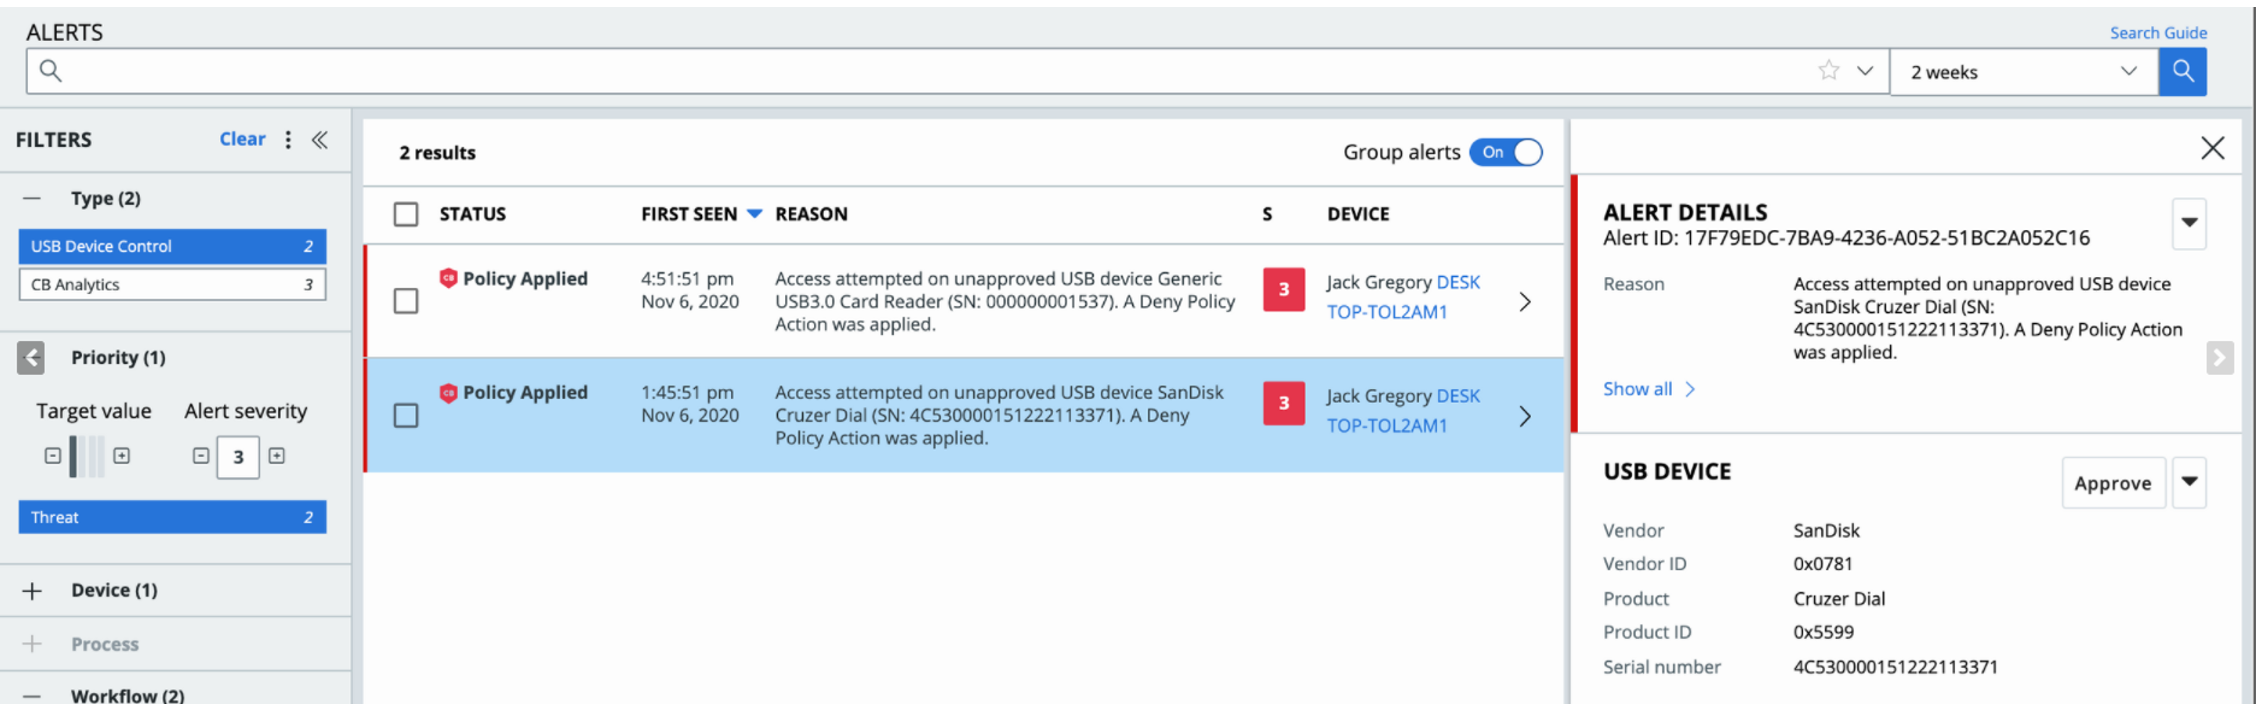 ALERTS
Search Guide
2 weeks
FILTERS
Clear
Type (2)
USB Device Control 2
CB Analytics 3
Priority (1)
Target value Alert severity
3
Threat 2
Device (1)
Process
Workflow (2)
2 results
Group alerts On
STATUS FIRST SEEN REASON S DEVICE
Policy Applied
4:51:51 pm
Nov 6, 2020
Access attempted on unapproved USB device Generic
USB3.0 Card Reader (SN: 000000001537). A Deny Policy
Action was applied.
3
Jack Gregory DESK
TOP-TOL2AM1
Policy Applied
1:45:51 pm
Nov 6, 2020
Access attempted on unapproved USB device SanDisk
Cruzer Dial (SN: 4C530000151222113371). A Deny
Policy Action was applied.
3
Jack Gregory DESK
TOP-TOL2AM1
ALERT DETAILS
Alert ID: 17F79EDC-7BA9-4236-A052-51BC2A052C16
Reason
Access attempted on unapproved USB device
SanDisk Cruzer Dial (SN:
4C530000151222113371). A Deny Policy Action
was applied.
Show all
USB DEVICE
Approve
Vendor SanDisk
Vendor ID 0x0781
Product Cruzer Dial
Product ID 0x5599
Serial number 4C530000151222113371